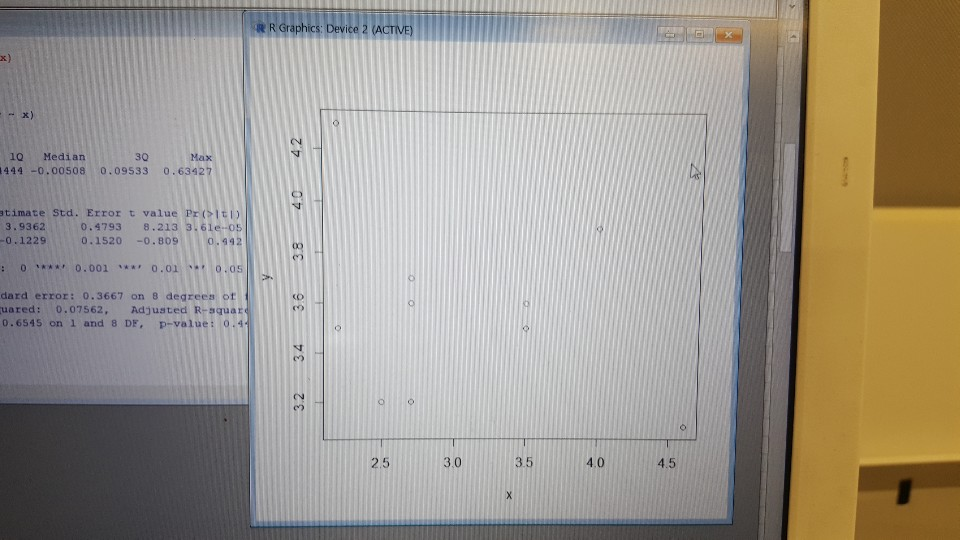 R Graphics: Device 2 (ACTIVE)
x)
~ x)
1Q Median 3Q Max
444 -0.00508 0.09533 0.63427
stimate Std. Error t value Pr(>|t|)
3.9362 0.4793 8.213 3.61e-05
-0.1229 0.1520 -0.809 0.442
: 0 '***' 0.001 '**' 0.01 '*' 0.05
dard error: 0.3667 on 8 degrees of
uared: 0.07562, Adjusted R-square
0.6545 on 1 and 8 DF, p-value: 0.4
y
4.2
4.0
3.8
3.6
3.4
3.2
2.5 3.0 3.5 4.0 4.5
x